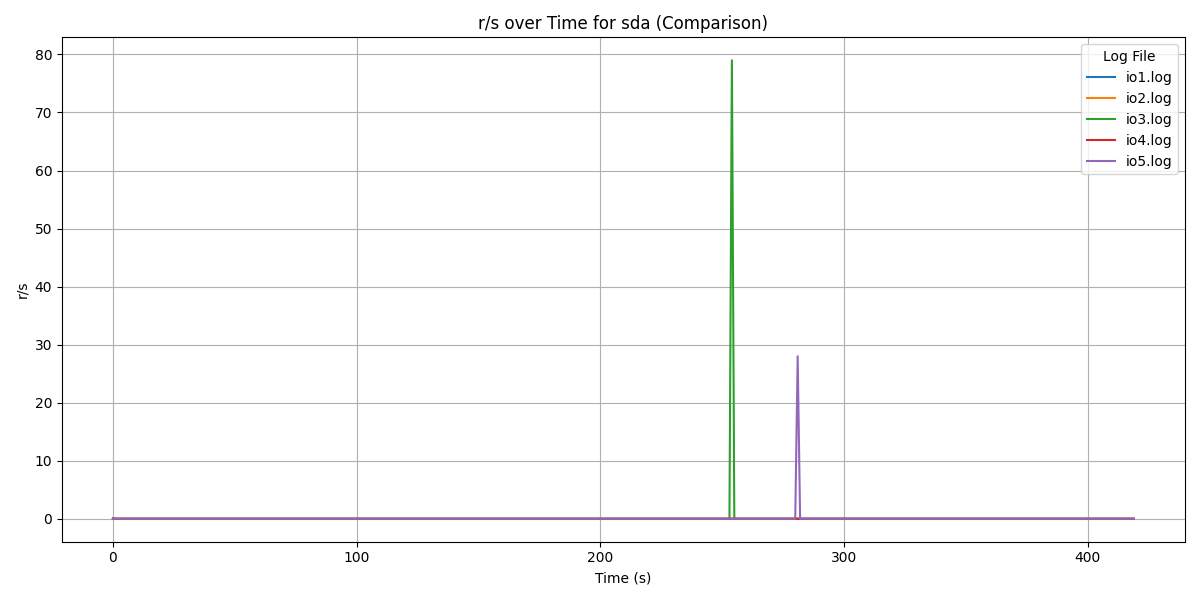 r/s over Time for sda (Comparison)
Log File
io1.log
io2.log
io3.log
io4.log
io5.log
r/s
80
70
60
50
40
30
20
10
0
0 100 200 300 400
Time (s)